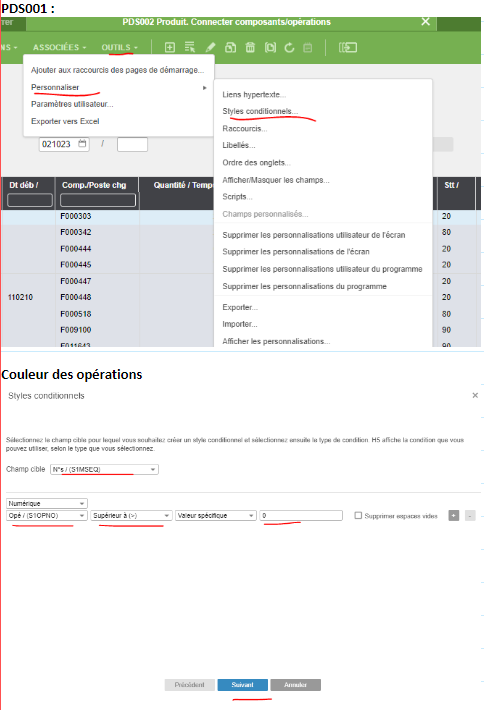 PDS001 :
rer PDS002 Produit. Connecter composants/opérations
NS ASSOCIÉES OUTILS
Ajouter aux raccourcis des pages de démarrage...
Personnaliser
Paramètres utilisateur...
Exporter vers Excel
Liens hypertexte...
Styles conditionnels...
Raccourcis...
Libellés...
Ordre des onglets...
Afficher/Masquer les champs...
Scripts...
Champs personnalisés...
Supprimer les personnalisations utilisateur de l'écran
Supprimer les personnalisations de l'écran
Supprimer les personnalisations utilisateur du programme
Supprimer les personnalisations du programme
Exporter...
Importer...
Afficher les personnalisations...
021023 /
Dt déb / Comp./Poste chg Quantité / Temp Stt /
F000303 20
F000342 80
F000444 20
F000445 20
F000447 20
110210 F000448 20
F000518 80
F009100 90
F011643 90
Couleur des opérations
Styles conditionnels
Sélectionnez le champ cible pour lequel vous souhaitez créer un style conditionnel et sélectionnez ensuite le type de condition. H5 affiche la condition que vous
pouvez utiliser, selon le type que vous sélectionnez.
Champ cible N°s / (S1MSEQ)
Numérique
Opé / (S1OPNO) Supérieur à (>) Valeur spécifique 0 Supprimer espaces vides + -
Précédent Suivant Annuler